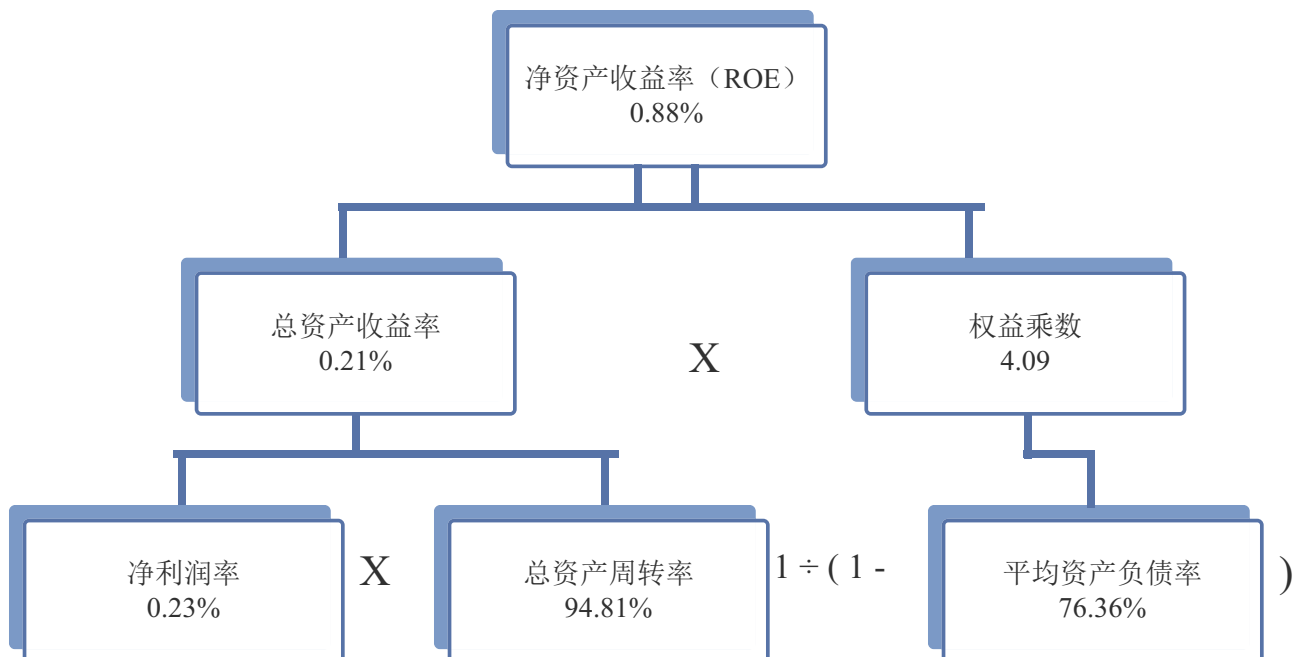 净资产收益率（ROE）
0.88%
总资产收益率
0.21%
X
权益乘数
4.09
净利润率
0.23%
X
总资产周转率
94.81%
1 ÷ ( 1 -
平均资产负债率
76.36%
)